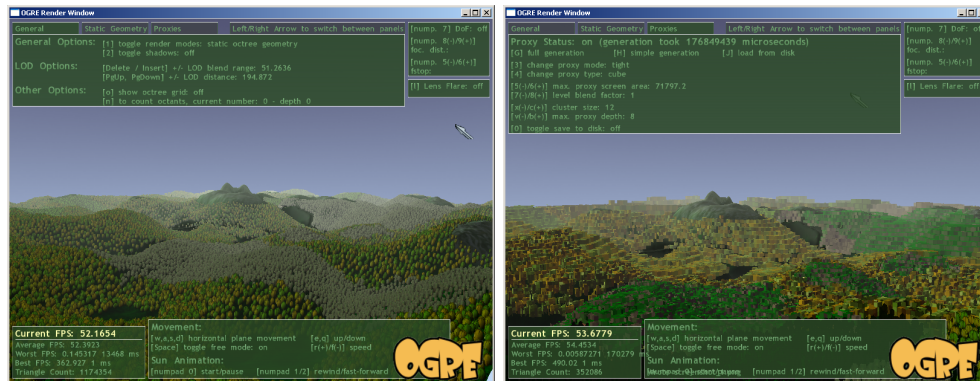 OGRE Render Window
General Static Geometry Proxies Left/Right Arrow to switch between panels
General Options: [1] toggle render modes: static octree geometry
[2] toggle shadows: off
LOD Options: [Delete / Insert] +/- LOD blend range: 51.2636
[PgUp, PgDown] +/- LOD distance: 194.872
Other Options: [o] show octree grid: off
[n] to count octants, current number: 0 - depth 0
[nump. 7] DoF: off
[nump. 8(-)/9(+)]
foc. dist.:
[nump. 5(-)/6(+)]
fstop:
[l] Lens Flare: off
Current FPS: 52.1654
Average FPS: 52.3923
Worst FPS: 0.145317 13468 ms
Best FPS: 362.927 1 ms
Triangle Count: 1174354
Movement:
[w,a,s,d] horizontal plane movement [e,q] up/down
[Space] toggle free mode: on [r(+)/f(-)] speed
Sun Animation:
[numpad 0] start/pause [numpad 1/2] rewind/fast-forward
OGRE
OGRE Render Window
General Static Geometry Proxies Left/Right Arrow to switch between panels
Proxy Status: on (generation took 176849439 microseconds)
[G] full generation [H] simple generation [J] load from disk
[3] change proxy mode: tight
[4] change proxy type: cube
[5(-)/6(+)] max. proxy screen area: 71797.2
[7(-)/8(+)] level blend factor: 1
[x(-)/c(+)] cluster size: 12
[v(-)/b(+)] max. proxy depth: 8
[0] toggle save to disk: off
[nump. 7] DoF: off
[nump. 8(-)/9(+)]
foc. dist.:
[nump. 5(-)/6(+)]
fstop:
[l] Lens Flare: off
Current FPS: 53.6779
Average FPS: 54.4534
Worst FPS: 0.00587271 170279
Best FPS: 490.02 1 ms
Triangle Count: 352086
Movement:
[w,a,s,d] horizontal plane movement [e,q] up/down
[Space] toggle free mode: on [r(+)/f(-)] speed
Sun Animation:
[numpad 0] start/pause [numpad 1/2] rewind/fast-forward
OGRE